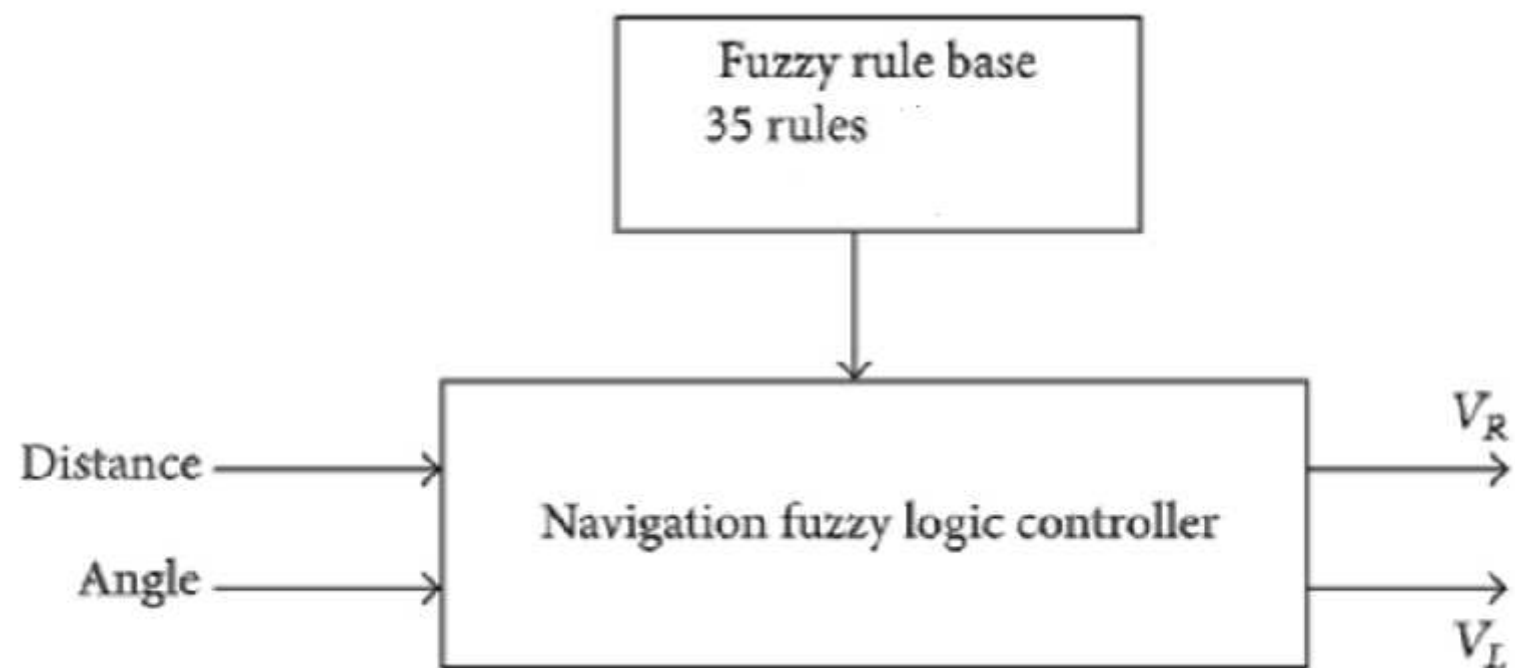 Fuzzy rule base
35 rules
Distance
Angle
Navigation fuzzy logic controller
V_R
V_L